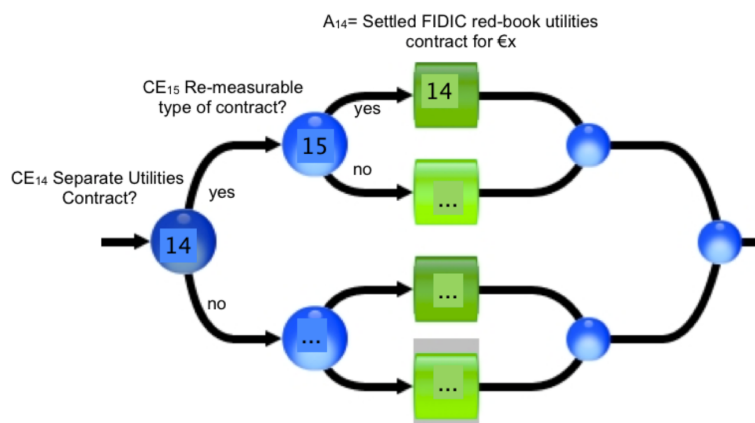 A14= Settled FIDIC red-book utilities
contract for €x
CE15 Re-measurable
type of contract?
yes
14
15
no
...
CE14 Separate Utilities
Contract?
yes
14
no
...
...
...